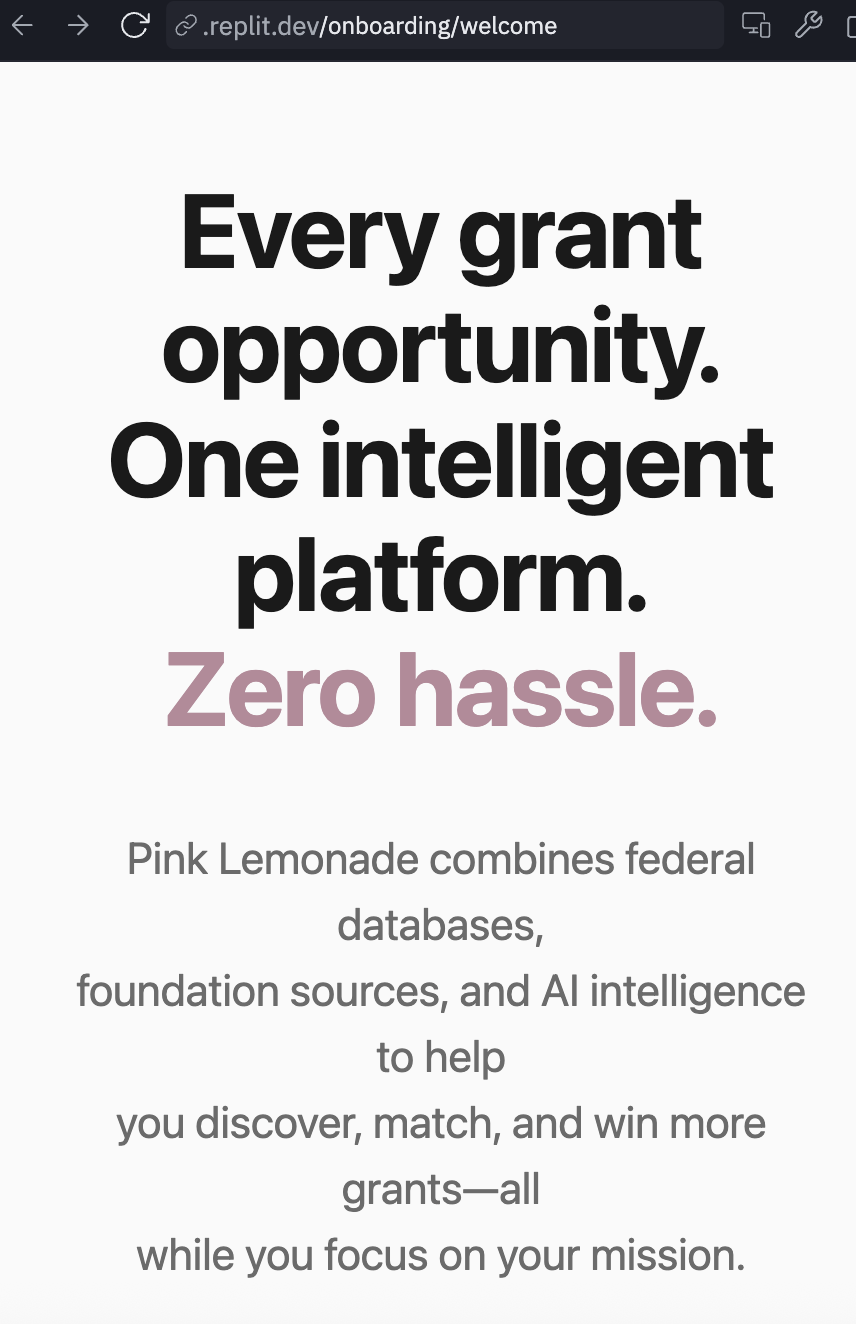 .replit.dev/onboarding/welcome
Every grant
opportunity.
One intelligent
platform.
Zero hassle.
Pink Lemonade combines federal
databases,
foundation sources, and AI intelligence
to help
you discover, match, and win more
grants—all
while you focus on your mission.